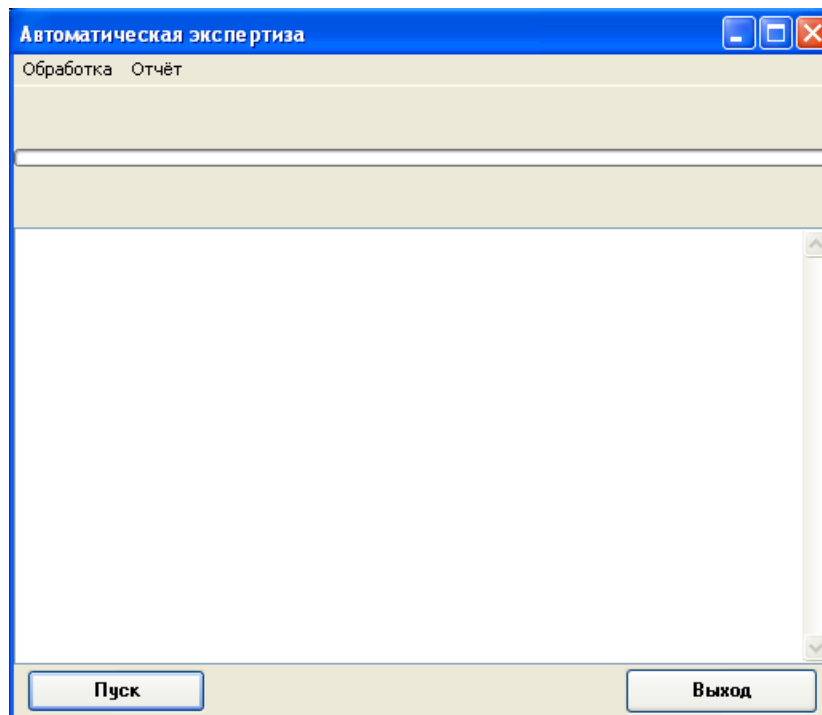 Автоматическая экспертиза
Обработка Отчёт
Пуск Выход